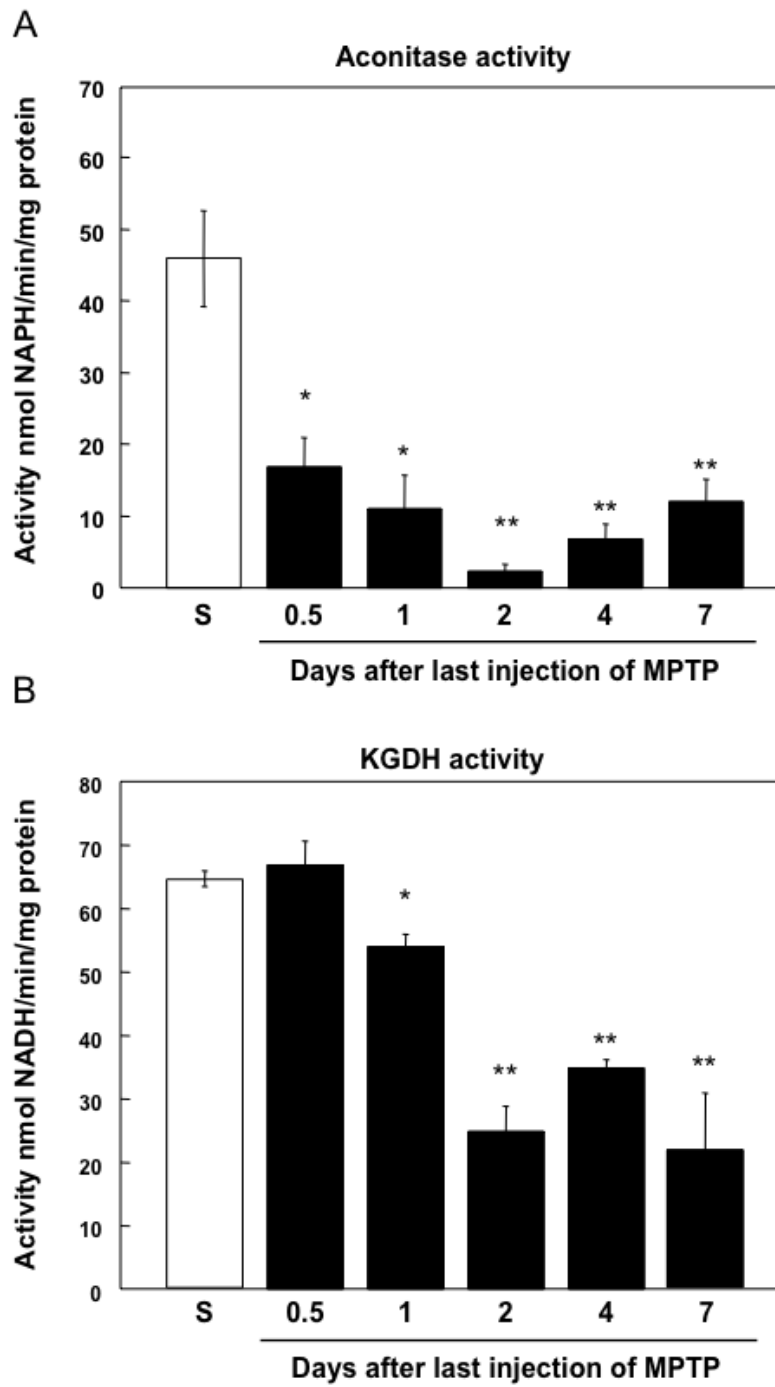 A
Aconitase activity
Activity nmol NAPH/min/mg protein
70
60
50
40
30
20
10
0
*
*
**
**
**
S 0.5 1 2 4 7
Days after last injection of MPTP
B
KGDH activity
Activity nmol NADH/min/mg protein
80
70
60
50
40
30
20
10
0
*
**
**
**
S 0.5 1 2 4 7
Days after last injection of MPTP